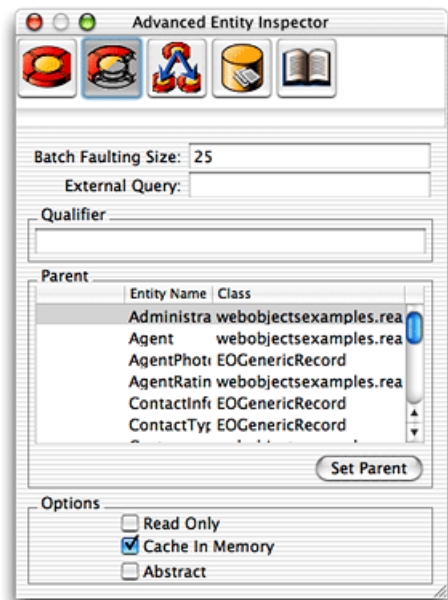 Advanced Entity Inspector
Batch Faulting Size: 25
External Query:
Qualifier
Parent
Entity Name Class
Administra webobjectsexamples.rea
Agent webobjectsexamples.rea
AgentPhot EOGenericRecord
AgentRatin webobjectsexamples.rea
ContactInf EOGenericRecord
ContactTyp EOGenericRecord
Set Parent
Options
Read Only
Cache In Memory
Abstract